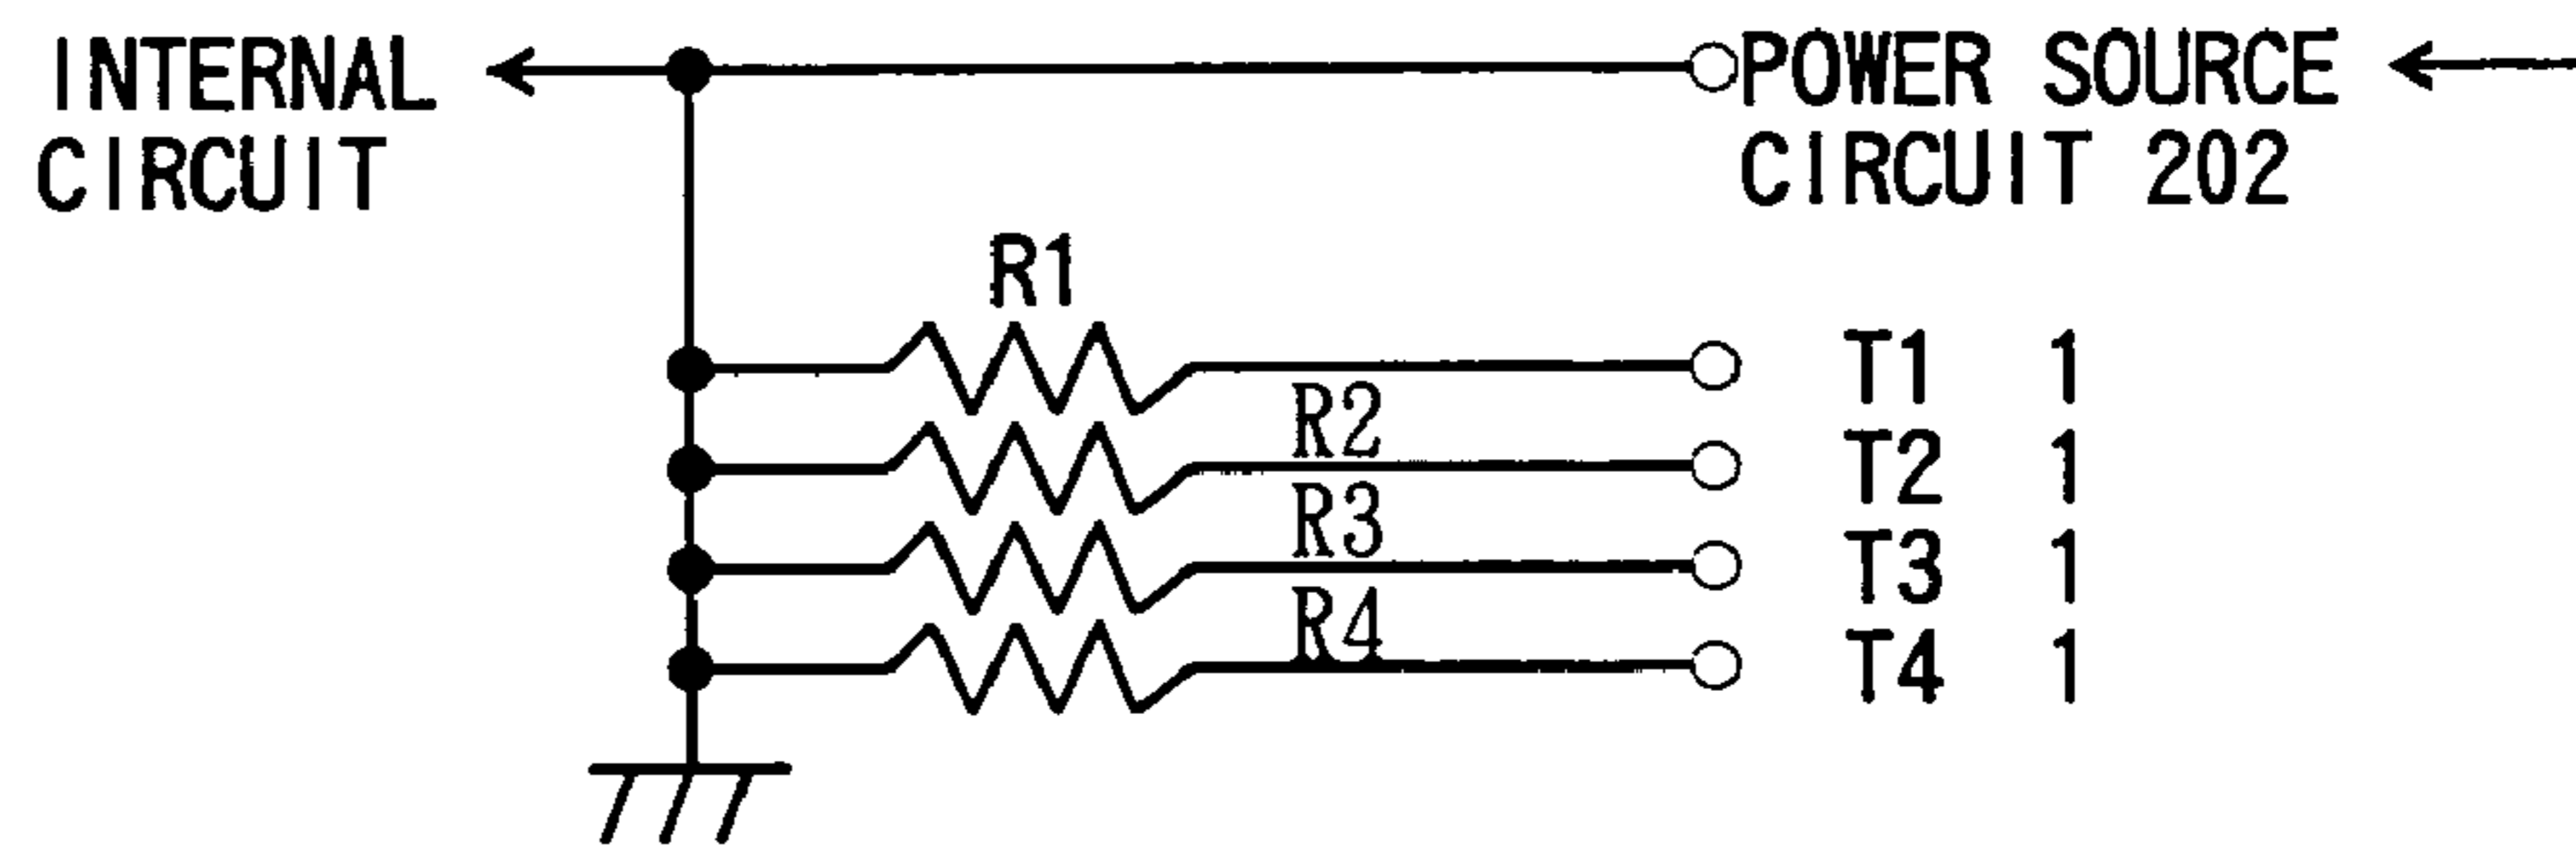 INTERNAL
CIRCUIT
POWER SOURCE
CIRCUIT 202
R1
T1 1
R2
T2 1
R3
T3 1
R4
T4 1